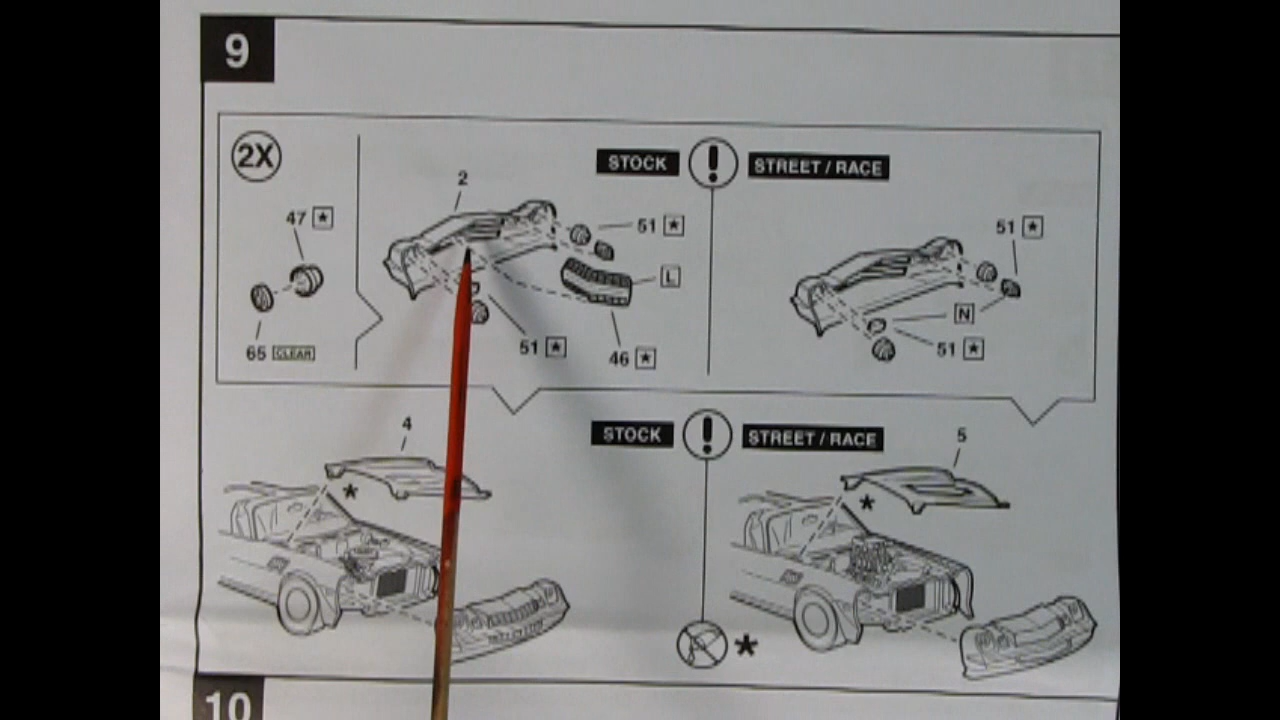 9
2X
47 ★
65 CLEAR
2
STOCK ! STREET / RACE
51 ★
L
51 ★
46 ★
51 ★
N
51 ★
4
★
STOCK ! STREET / RACE
5
★
★
10